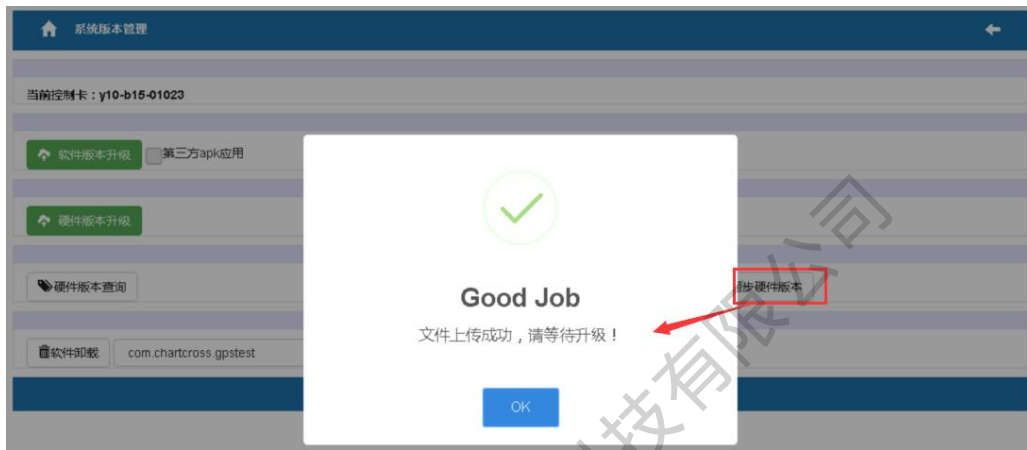 系统版本管理
当前控制卡：y10-b15-01023
软件版本升级 第三方apk应用
硬件版本升级
硬件版本查询
步硬件版本
Good Job
文件上传成功，请等待升级！
软件卸载 com.chartcross.gpstest
OK
科技有限公司